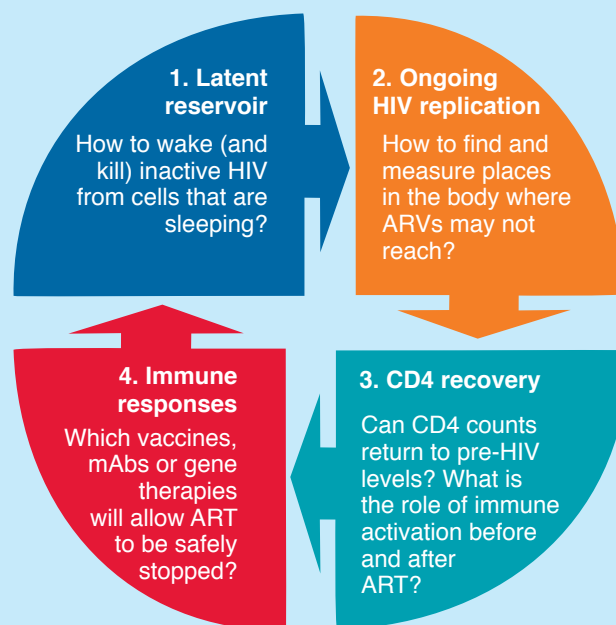 1. Latent
reservoir
How to wake (and
kill) inactive HIV
from cells that are
sleeping?
2. Ongoing
HIV replication
How to find and
measure places
in the body where
ARVs may not
reach?
3. CD4 recovery
Can CD4 counts
return to pre-HIV
levels? What is
the role of immune
activation before
and after
ART?
4. Immune
responses
Which vaccines,
mAbs or gene
therapies
will allow ART
to be safely
stopped?